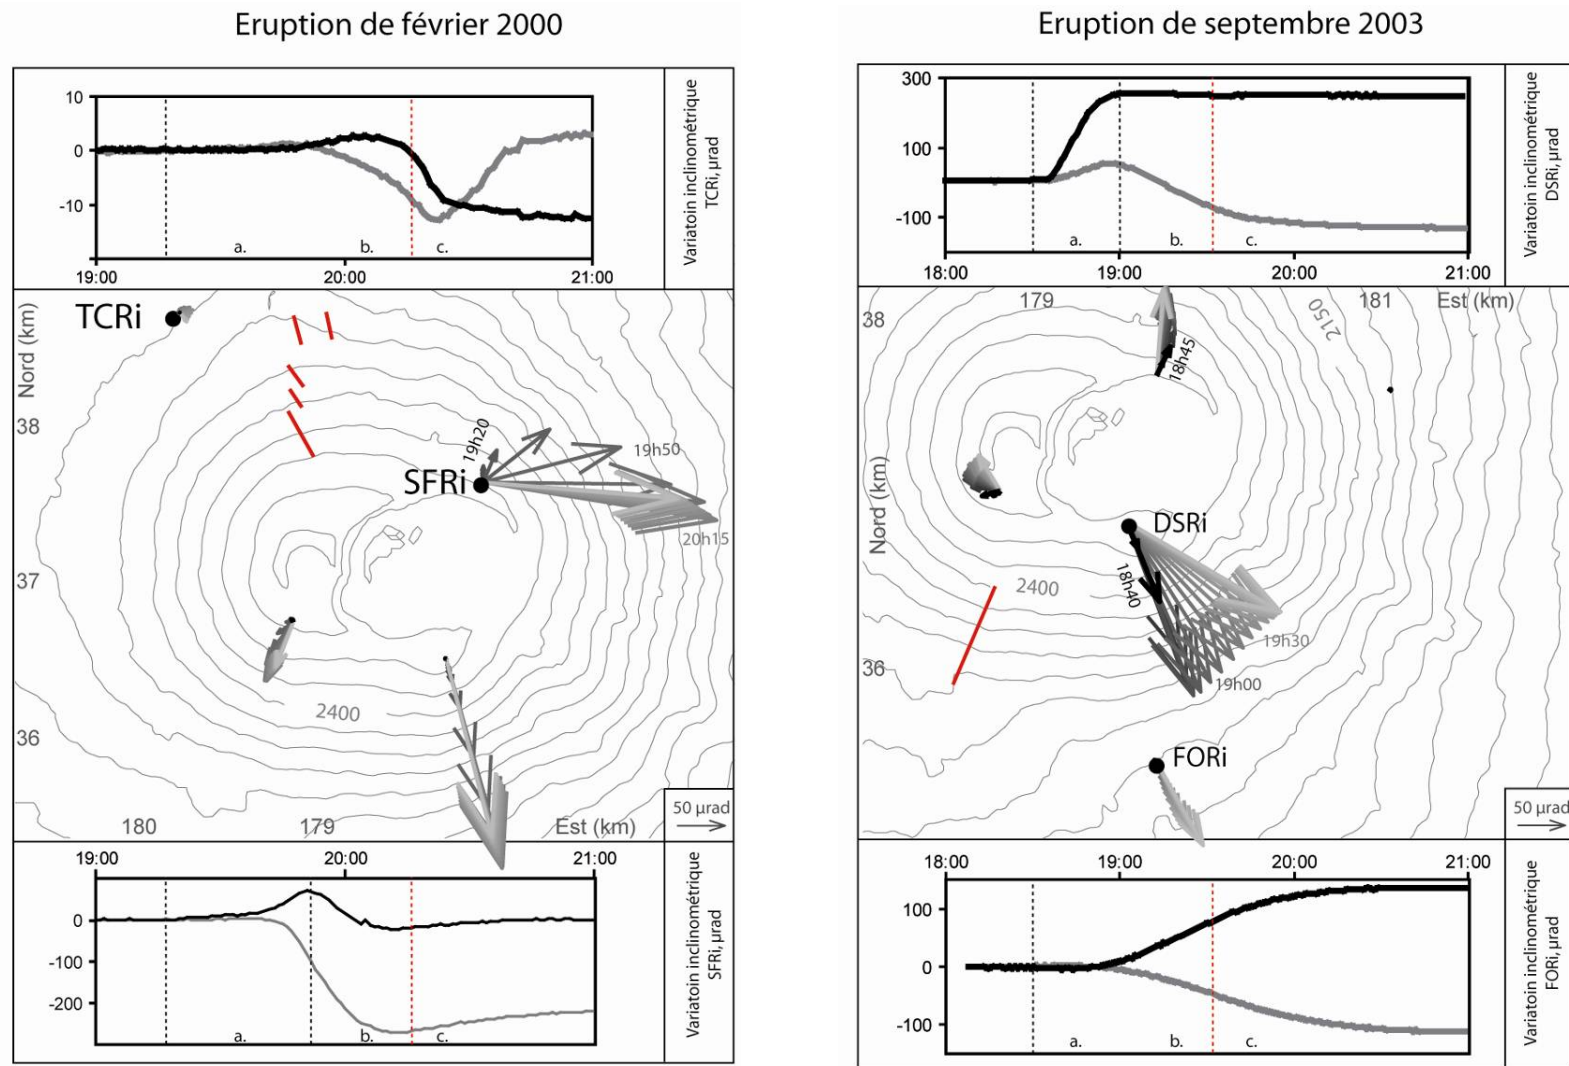 Eruption de février 2000
10
0
-10
a.
b.
c.
19:00
20:00
21:00
Variatoin inclinométrique
TCRi, µrad
TCRi
Nord (km)
38
37
36
19h20
19h50
SFRi
20h15
2400
180
179
Est (km)
50 µrad
19:00
20:00
21:00
0
-100
-200
a.
b.
c.
Variatoin inclinométrique
SFRi, µrad
Eruption de septembre 2003
300
100
-100
a.
b.
c.
18:00
19:00
20:00
21:00
Variatoin inclinométrique
DSRi, µrad
38
179
181
Est (km)
2150
18h45
Nord (km)
DSRi
18h40
2400
19h30
19h00
36
FORi
50 µrad
18:00
19:00
20:00
21:00
100
0
-100
a.
b.
c.
Variatoin inclinométrique
FORi, µrad